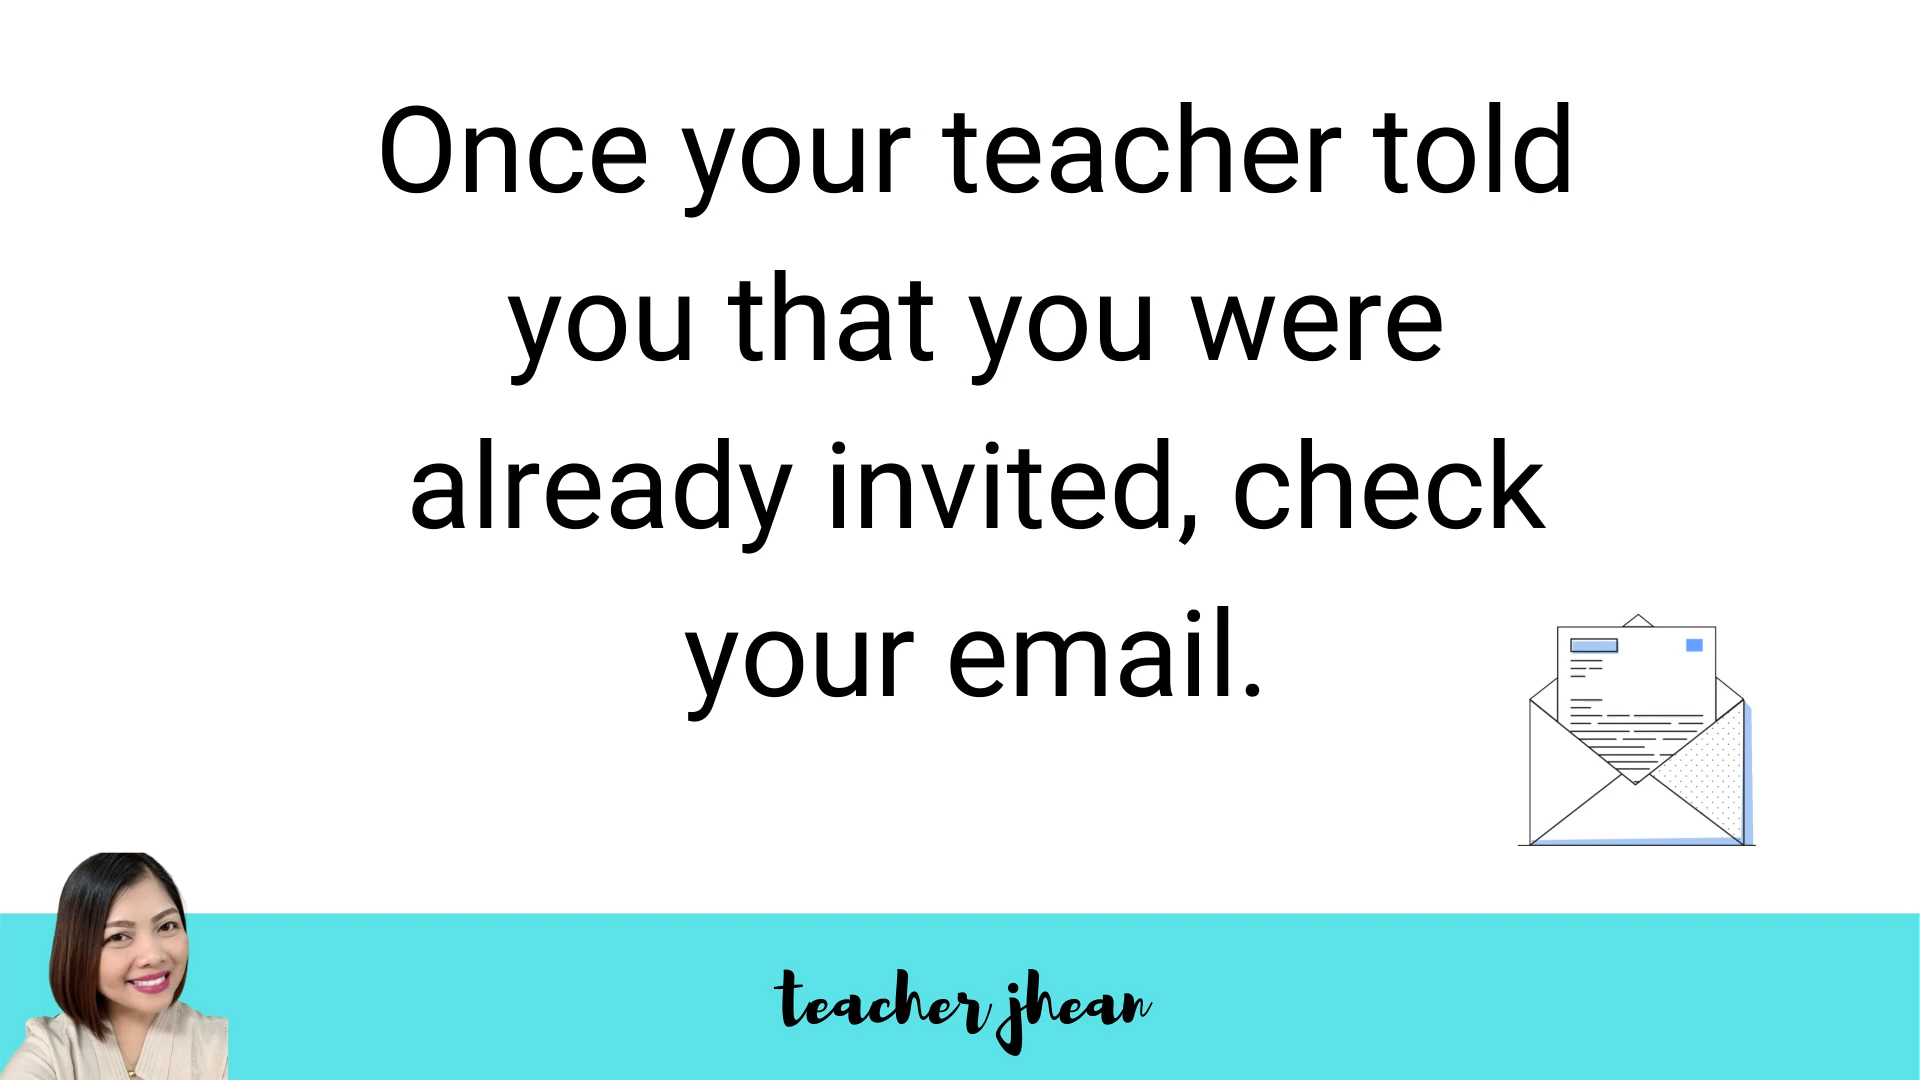 Once your teacher told
you that you were
already invited, check
your email.
teacher jhean